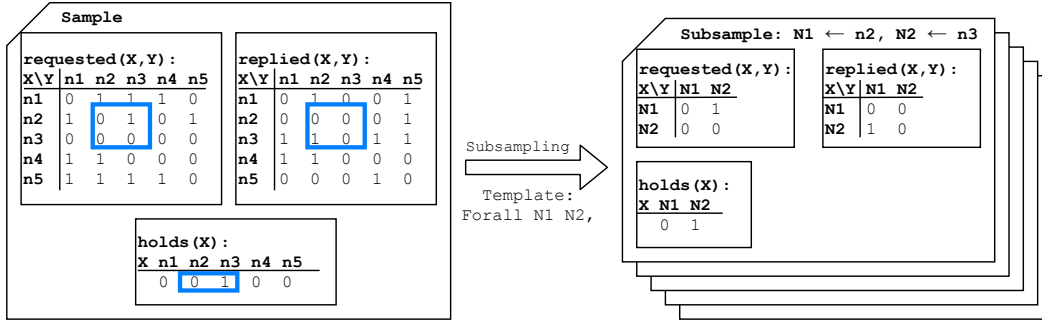 Sample
requested(X,Y):
X\Y n1 n2 n3 n4 n5
n1 0 1 1 1 0
n2 1 0 1 0 1
n3 0 0 0 0 0
n4 1 1 0 0 0
n5 1 1 1 1 0
replied(X,Y):
X\Y n1 n2 n3 n4 n5
n1 0 1 0 0 1
n2 0 0 0 0 1
n3 1 1 0 1 1
n4 1 1 0 0 0
n5 0 0 0 1 0
holds(X):
X n1 n2 n3 n4 n5
0 0 1 0 0
Subsampling
Template:
Forall N1 N2,
Subsample: N1 ← n2, N2 ← n3
requested(X,Y):
X\Y N1 N2
N1 0 1
N2 0 0
replied(X,Y):
X\Y N1 N2
N1 0 0
N2 1 0
holds(X):
X N1 N2
0 1